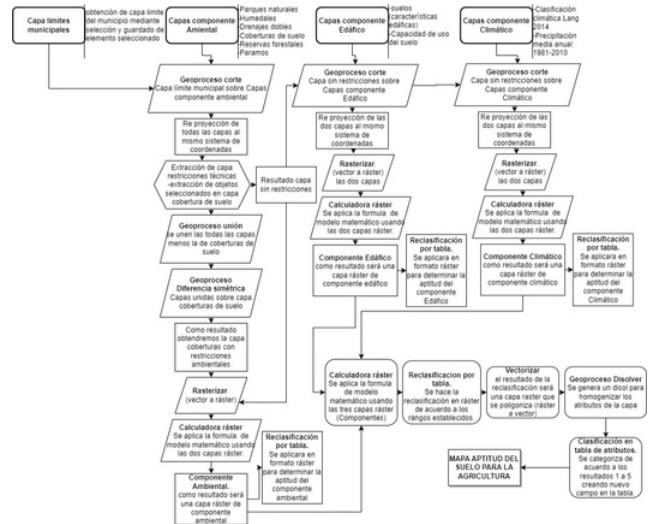 Capas límites
municipales
obtención de capa limite
del municipio mediante
selección y guardado de
elemento seleccionado
Capas componente
Amiental
Parques naturales
Humedales
-Drenajes dobles
-Coberturas de suelo
-Reservas forestales
-Paramos
Capas componente
Edáfico
-suelos
(características
edáficas)
-Capacidad de uso
del suelo
Capas componente
Climático
-Clasificación
climática Lang
2014
-Precipitación
media anual
1981-2010
Geoproceso corte
Capa límite municipal sobre Capas
componente ambiental
Re proyección de
todas las capas al
mismo sistema de
coordenadas
Extracción de capa
restricciones técnicas
-extracción de objetos
seleccionados en capa
cobertura de suelo
Resultado capa
sin restricciones
Geoproceso unión
se unen las todas las capas
menos la de coberturas de
suelo
Geoproceso
Diferencia simétrica
Capas unidas sobre capa
coberturas de suelo
Como resultado
obtendremos la capa
coberturas con
restricciones
ambientales
Rasterizar
(vector a ráster)
Calculadora ráster
Se aplica la formula de
modelo matemático usando
las dos capas ráster.
Componente
Ambiental.
como resultado será
una capa ráster de
componente
ambiental
Reclasificación
por tabla.
Se aplicara en
formato ráster
para determinar la
aptitud del
componente ambiental
Geoproceso corte
Capa sin restricciones sobre
Capas componente
Edáfico
Re proyección de las
dos capas al mismo
sistema de
coordenadas
Rasterizar
(vector a ráster)
las dos capas
Calculadora ráster
Se aplica la formula de
modelo matemático usando
las dos capas ráster.
Componente Edáfico
como resultado será una
capa ráster de
componente edáfico
Reclasificación
por tabla.
Se aplicara en
formato ráster
para determinar la
aptitud del
componente
Edáfico
Geoproceso corte
Capa sin restricciones sobre
Capas componente
Climático
Re proyección de las
dos capas al mismo
sistema de
coordenadas
Rasterizar
(vector a ráster)
las dos capas
Calculadora ráster
Se aplica la formula de
modelo matemático usando
las dos capas ráster.
Componente Climático
como resultado será una
capa ráster de
componente climático
Reclasificación
por tabla.
Se aplicara en
formato ráster
para determinar la
aptitud del
componente
Climático
Calculadora ráster
Se aplica la formula
de modelo
matemático usando
las tres capas ráster
(Componentes)
Reclasificacion por
tabla.
Se hace la
reclasificación en ráster
de acuerdo a los
rangos establecidos.
Vectorizar
el resultado de la
reclasificación será
una capa raster que
se poligoniza (ráster
a vector)
Geoproceso Disolver
Se genera un disol para
homogenizar los
atributos de la capa
Clasificación en
tabla de atributos.
Se categoriza de
acuerdo a los
resultados 1 a 5
creando nuevo
campo en la tabla
MAPA APTITUD DEL
SUELO PARA LA
AGRICULTURA